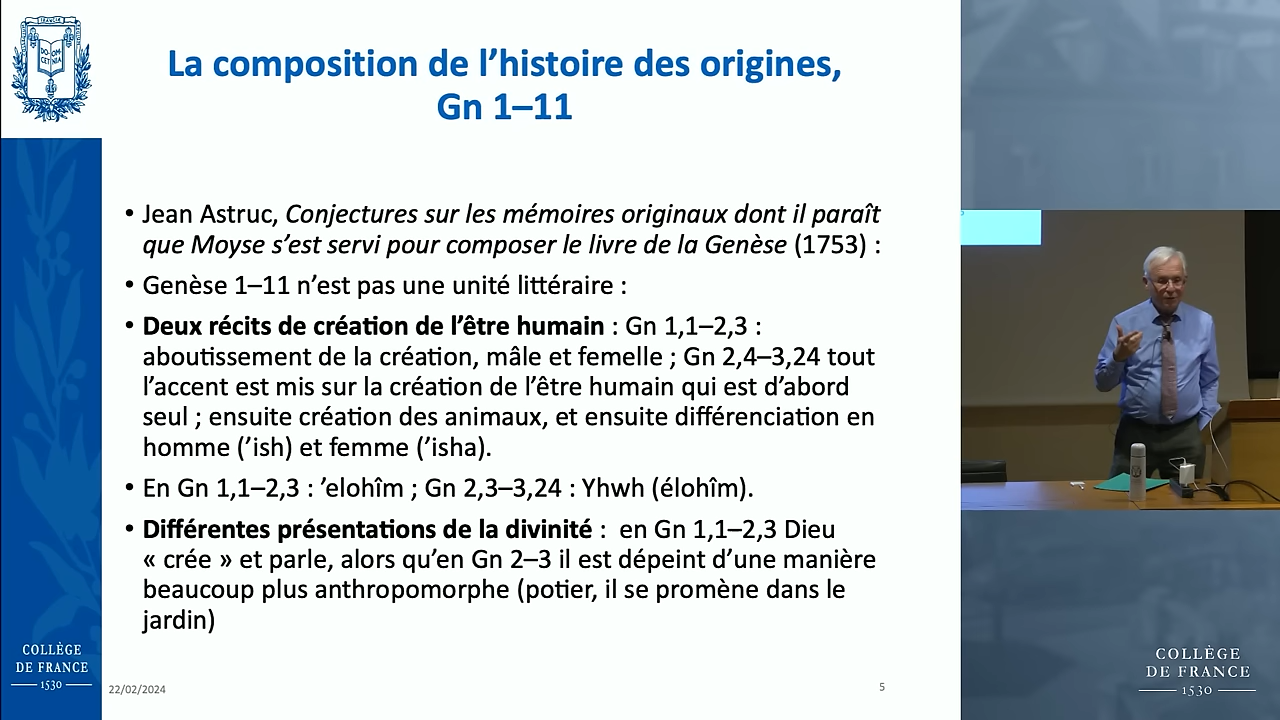 La composition de l’histoire des origines,
Gn 1–11
• Jean Astruc, Conjectures sur les mémoires originaux dont il paraît
que Moyse s’est servi pour composer le livre de la Genèse (1753) :
• Genèse 1–11 n’est pas une unité littéraire :
• Deux récits de création de l’être humain : Gn 1,1–2,3 :
aboutissement de la création, mâle et femelle ; Gn 2,4–3,24 tout
l’accent est mis sur la création de l’être humain qui est d’abord
seul ; ensuite création des animaux, et ensuite différenciation en
homme (’ish) et femme (’isha).
• En Gn 1,1–2,3 : ’elohîm ; Gn 2,3–3,24 : Yhwh (élohîm).
• Différentes présentations de la divinité : en Gn 1,1–2,3 Dieu
« crée » et parle, alors qu’en Gn 2–3 il est dépeint d’une manière
beaucoup plus anthropomorphe (potier, il se promène dans le
jardin)
COLLÈGE
DE FRANCE
1530
22/02/2024
5
COLLÈGE
DE FRANCE
1530